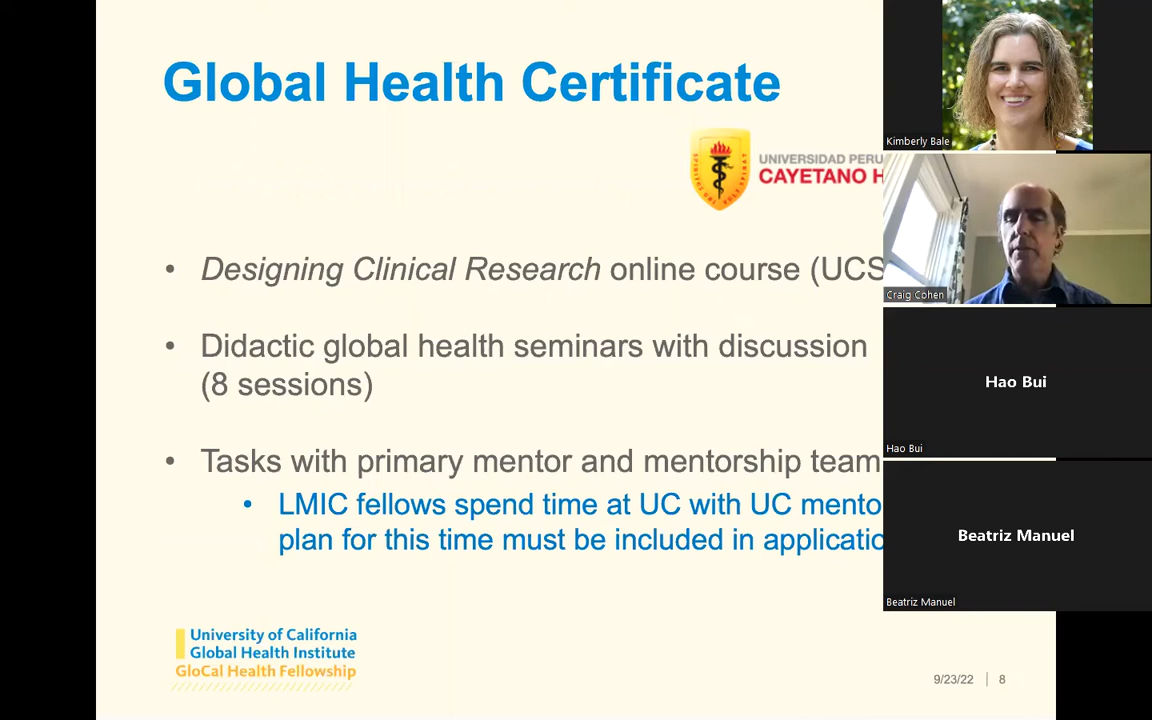 Global Health Certificate
UNIVERSIDAD PERU
CAYETANO H
• Designing Clinical Research online course (UCS
• Didactic global health seminars with discussion
(8 sessions)
• Tasks with primary mentor and mentorship team
• LMIC fellows spend time at UC with UC mento
plan for this time must be included in applicatio
University of California
Global Health Institute
GloCal Health Fellowship
9/23/22 | 8
Kimberly Bale
Craig Cohen
Hao Bui
Hao Bui
Beatriz Manuel
Beatriz Manuel